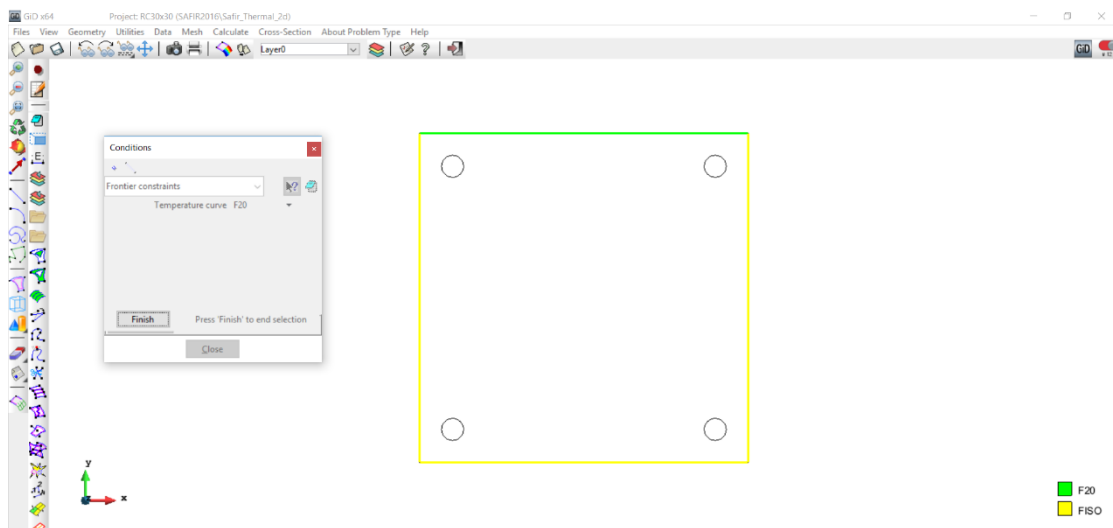 GiD x64 Project: RC30x30 (SAFIR2016\Safir_Thermal_2d)
Files View Geometry Utilities Data Mesh Calculate Cross-Section About Problem Type Help
Layer0
GiD
Conditions
Frontier constraints
Temperature curve F20
Finish Press 'Finish' to end selection
Close
y
x
F20
FISO